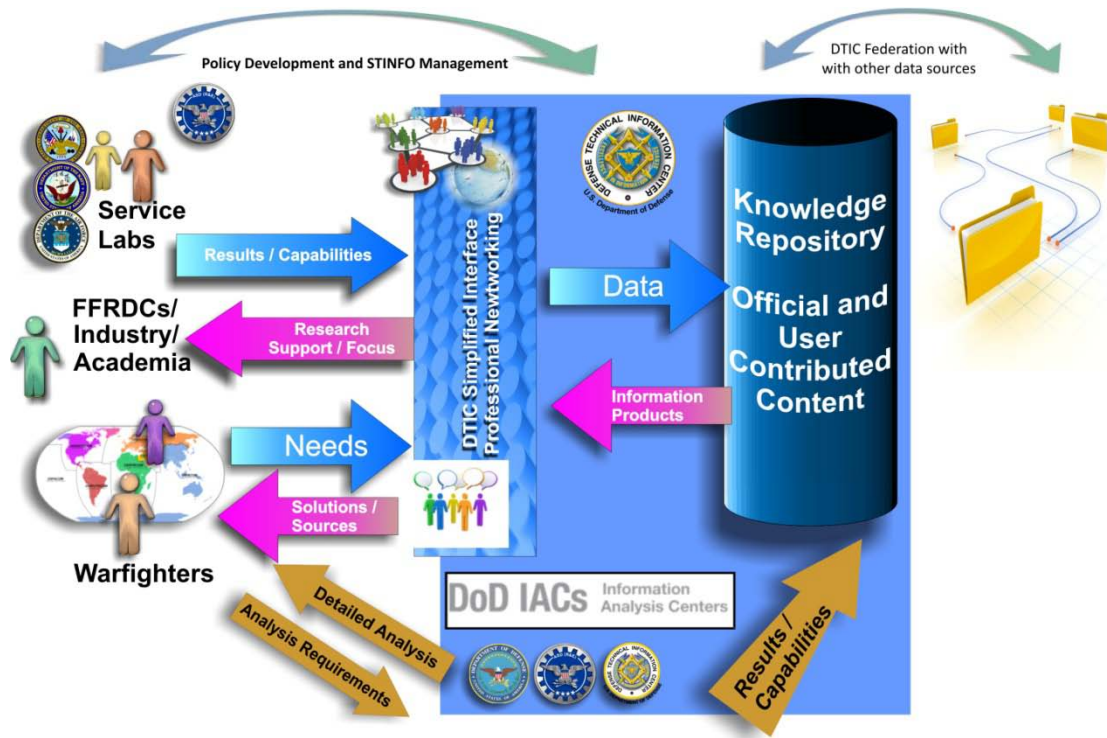 Policy Development and STINFO Management
DTIC Federation with
with other data sources
DEFENSE TECHNICAL INFORMATION CENTER
U.S. Department of Defense
Service
Labs
Results / Capabilities
FFRDCs/
Industry/
Academia
Research
Support / Focus
DTIC Simplified Interface
Professional Newtworking
Data
Knowledge
Repository
Official and
User
Contributed
Content
Information
Products
Needs
Solutions /
Sources
Warfighters
Detailed Analysis
Analysis Requirements
DoD IACs
Information
Analysis Centers
Results /
Capabilities